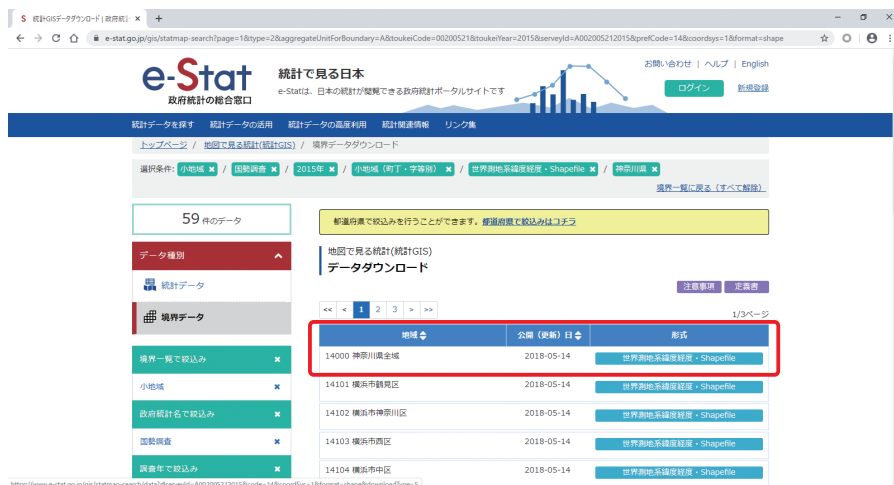 統計GISデータダウンロード | 政府統計
e-stat.go.jp/gis/statmap-search?page=1&type=2&aggregateUnitForBoundary=A&toukeiCode=00200521&toukeiYear=2015&serveyId=A002005212015&prefCode=14&coordsys=1&format=shape
e-Stat
政府統計の総合窓口
統計で見る日本
e-Statは、日本の統計が閲覧できる政府統計ポータルサイトです
お問い合わせ | ヘルプ | English
ログイン 新規登録
統計データを探す 統計データの活用 統計データの高度利用 統計関連情報 リンク集
トップページ / 地図で見る統計(統計GIS) / 境界データダウンロード
選択条件: 小地域 × / 国勢調査 × / 2015年 × / 小地域(町丁・字等別) × / 世界測地系緯度経度・Shapefile × / 神奈川県 ×
境界一覧に戻る(すべて解除)
59 件のデータ
都道府県で絞込みを行うことができます。都道府県で絞込みはコチラ
データ種別
統計データ
境界データ
境界一覧で絞込み
小地域
政府統計名で絞込み
国勢調査
調査年で絞込み
地図で見る統計(統計GIS)
データダウンロード
注意事項 定義書
<< < 1 2 3 > >>
1/3ページ
地域 公開(更新)日 形式
14000 神奈川県全域 2018-05-14 世界測地系緯度経度・Shapefile
14101 横浜市鶴見区 2018-05-14 世界測地系緯度経度・Shapefile
14102 横浜市神奈川区 2018-05-14 世界測地系緯度経度・Shapefile
14103 横浜市西区 2018-05-14 世界測地系緯度経度・Shapefile
14104 横浜市中区 2018-05-14 世界測地系緯度経度・Shapefile